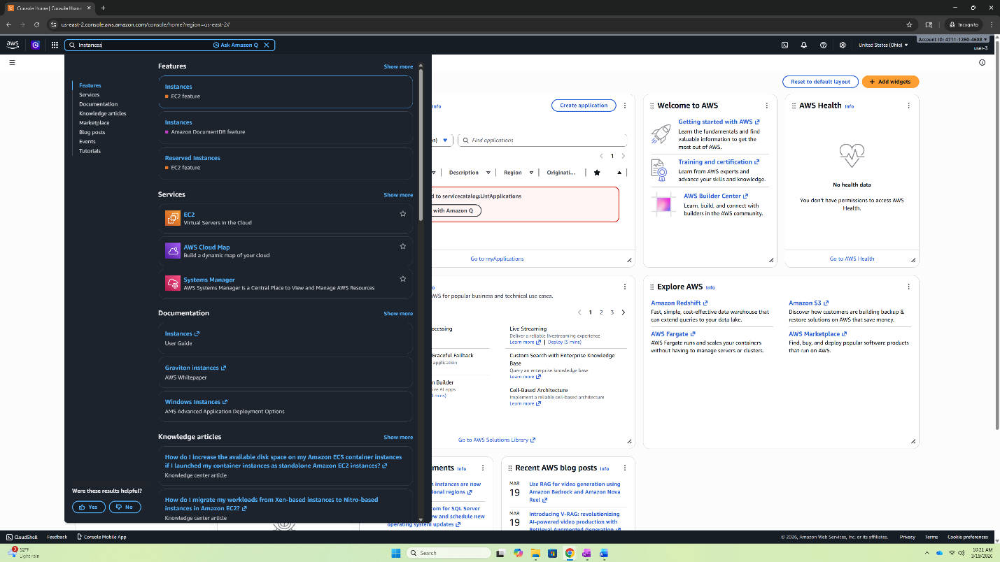 Console Home | Console Home
us-east-2.console.aws.amazon.com/console/home?region=us-east-2#
Incognito
aws
Instances
Ask Amazon Q
United States (Ohio)
Account ID: 4711-1260-4688
user-3
Features
Services
Documentation
Knowledge articles
Marketplace
Blog posts
Events
Tutorials
Were these results helpful?
Yes
No
Features
Show more
Instances
EC2 feature
Instances
Amazon DocumentDB feature
Reserved Instances
EC2 feature
Services
Show more
EC2
Virtual Servers in the Cloud
AWS Cloud Map
Build a dynamic map of your cloud
Systems Manager
AWS Systems Manager is a Central Place to View and Manage AWS Resources
Documentation
Show more
Instances
User Guide
Graviton instances
AWS Whitepaper
Windows Instances
AMS Advanced Application Deployment Options
Knowledge articles
Show more
How do I increase the available disk space on my Amazon ECS container instances
if I launched my container instances as standalone Amazon EC2 instances?
Knowledge center article
How do I migrate my workloads from Xen-based instances to Nitro-based
instances in Amazon EC2?
Knowledge center article
Reset to default layout
Add widgets
Info
Create application
Find applications
1
Description
Region
Originati...
d to servicecatalog:ListApplications
with Amazon Q
Go to myApplications
Welcome to AWS
Getting started with AWS
Learn the fundamentals and find
valuable information to get the
most out of AWS.
Training and certification
Learn from AWS experts and
advance your skills and knowledge.
AWS Builder Center
Learn, build, and connect with
builders in the AWS community.
AWS Health
Info
No health data
You don't have permissions to access AWS
Health.
Go to AWS Health
AWS for popular business and technical use cases.
1
2
3
Live Streaming
Deliver a reliable livestreaming experience
Learn more | Deploy (5 mins)
Graceful Failback
application
Custom Search with Enterprise Knowledge
Base
Query an enterprise knowledge base
Learn more
n Builder
Cell-Based Architecture
Implement a reliable cell-based architecture
Learn more
Go to AWS Solutions Library
Explore AWS
Info
Amazon Redshift
Fast, simple, cost-effective data warehouse that
can extend queries to your data lake.
Amazon S3
Discover how customers are building backup &
restore solutions on AWS that save money.
AWS Fargate
AWS Fargate runs and scales your containers
without having to manage servers or clusters.
AWS Marketplace
Find, buy, and deploy popular software products
that run on AWS.
Info
n instances are now
ional regions
com for SQL Server
ew and schedule new
operating system updates
Recent AWS blog posts
Info
MAR
19
Use RAG for video generation using
Amazon Bedrock and Amazon Nova
Reel
MAR
19
Introducing V-RAG: revolutionizing
AI-powered video production with
Retrieval Augmented Generation
CloudShell
Feedback
Console Mobile App
© 2026, Amazon Web Services, Inc. or its affiliates.
Privacy
Terms
Cookie preferences
3
52°F
Light rain
Search
10:21 AM
3/19/2026